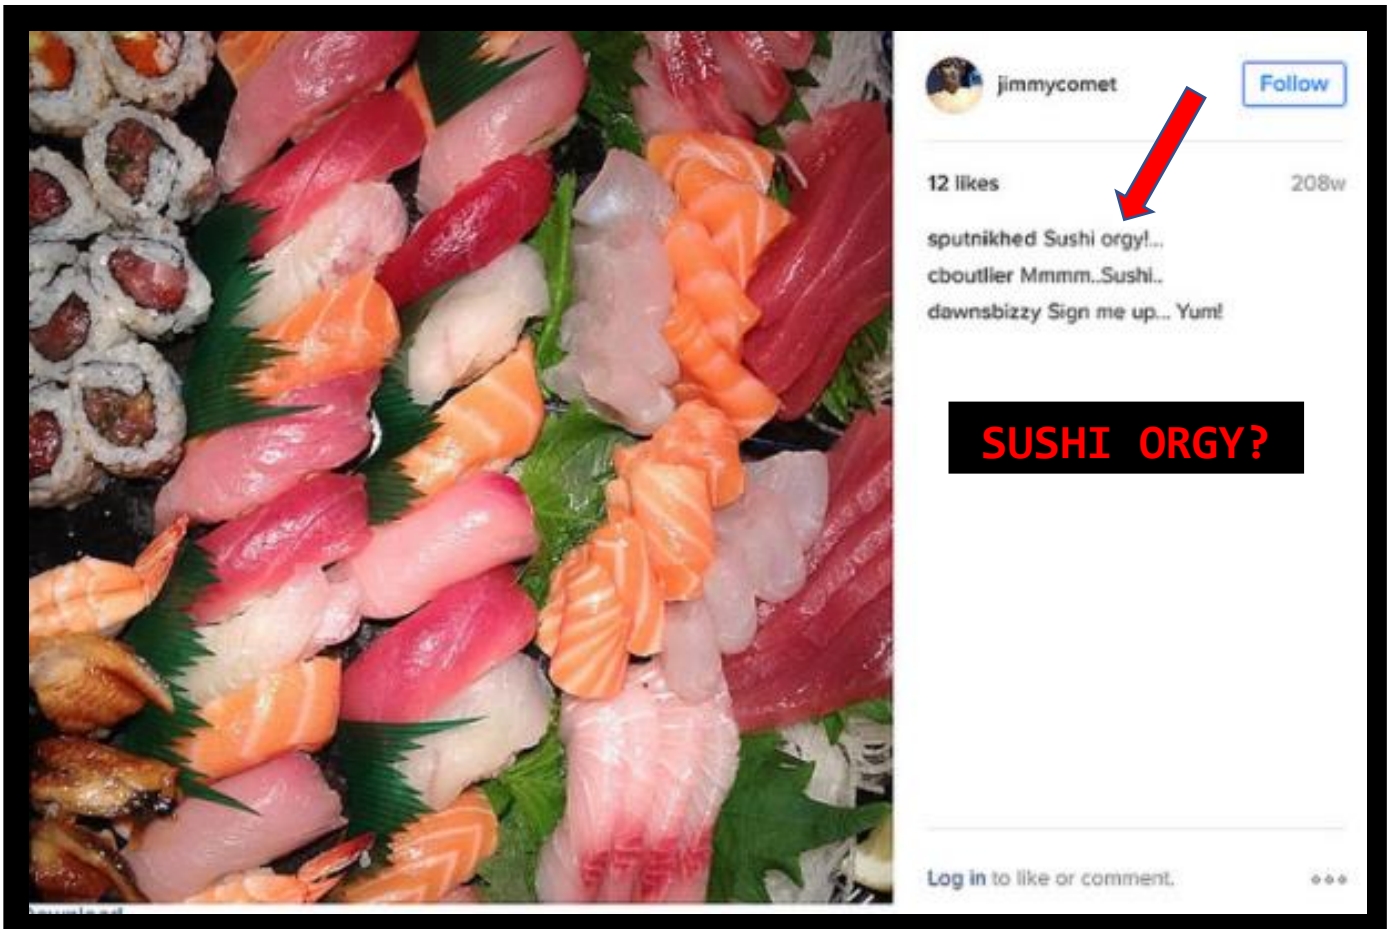 jimmycomet
Follow
12 likes
208w
sputnikhed Sushi orgy!...
cboutlier Mmmm..Sushi..
dawnsbizzy Sign me up... Yum!
SUSHI ORGY?
Log in to like or comment.